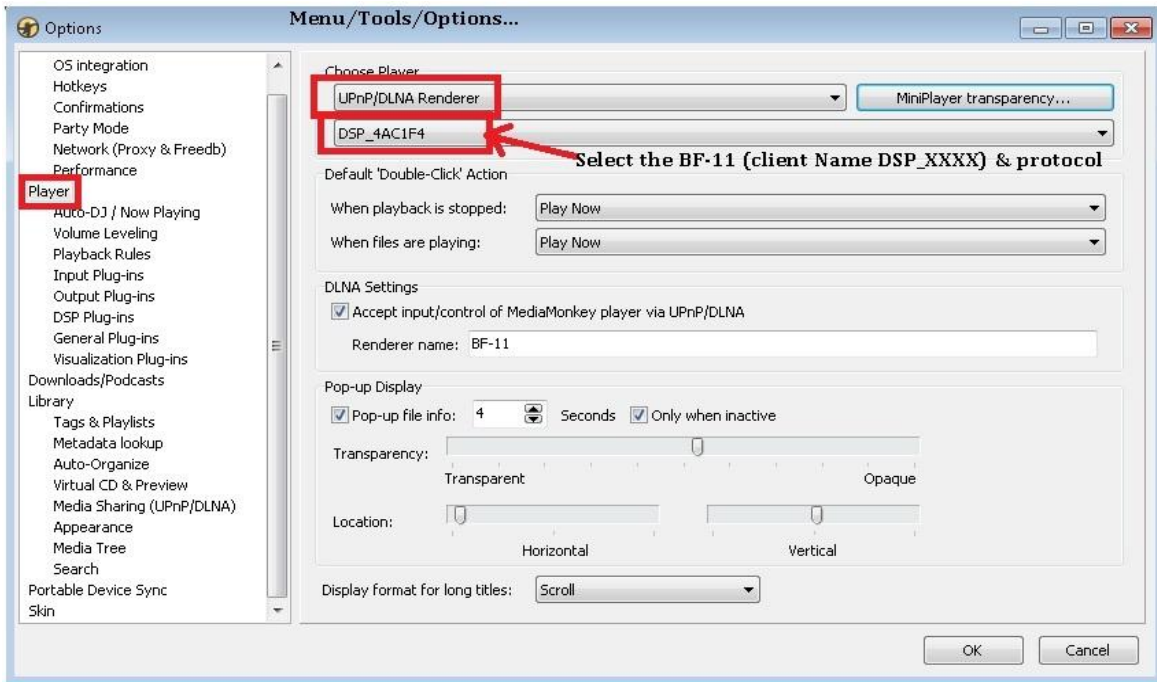 Menu/Tools/Options...
Options
OS integration
Hotkeys
Confirmations
Party Mode
Network (Proxy & Freedb)
Performance
Player
Auto-DJ / Now Playing
Volume Leveling
Playback Rules
Input Plug-ins
Output Plug-ins
DSP Plug-ins
General Plug-ins
Visualization Plug-ins
Downloads/Podcasts
Library
Tags & Playlists
Metadata lookup
Auto-Organize
Virtual CD & Preview
Media Sharing (UPnP/DLNA)
Appearance
Media Tree
Search
Portable Device Sync
Skin
Choose Player
UPnP/DLNA Renderer
MiniPlayer transparency...
DSP_4AC1F4
Select the BF-11 (client Name DSP_XXXX) & protocol
Default 'Double-Click' Action
When playback is stopped: Play Now
When files are playing: Play Now
DLNA Settings
Accept input/control of MediaMonkey player via UPnP/DLNA
Renderer name: BF-11
Pop-up Display
Pop-up file info: 4 Seconds Only when inactive
Transparency:
Transparent Opaque
Location:
Horizontal Vertical
Display format for long titles: Scroll
OK Cancel